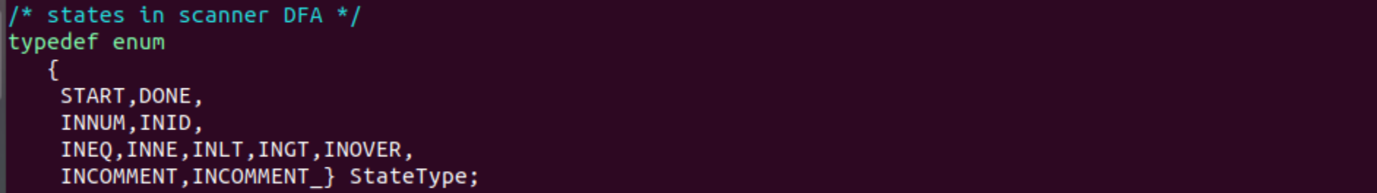 /* states in scanner DFA */
typedef enum
   {
    START,DONE,
    INNUM,INID,
    INEQ,INNE,INLT,INGT,INOVER,
    INCOMMENT,INCOMMENT_} StateType;